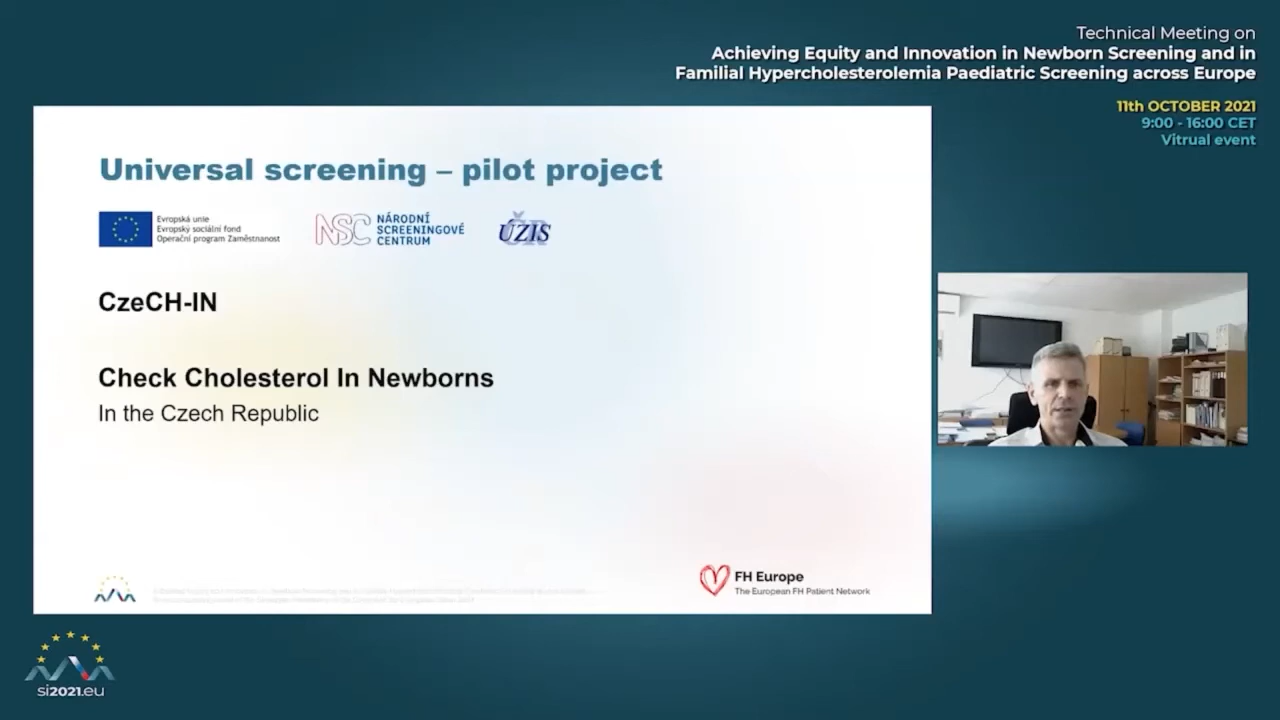 Technical Meeting on
Achieving Equity and Innovation in Newborn Screening and in
Familial Hypercholesterolemia Paediatric Screening across Europe
11th OCTOBER 2021
9:00 - 16:00 CET
Vitrual event
Universal screening – pilot project
Evropská unie
Evropský sociální fond
Operační program Zaměstnanost
NSC
NÁRODNÍ
SCREENINGOVÉ
CENTRUM
ÚZIS
CzeCH-IN
Check Cholesterol In Newborns
In the Czech Republic
FH Europe
The European FH Patient Network
si2021.eu